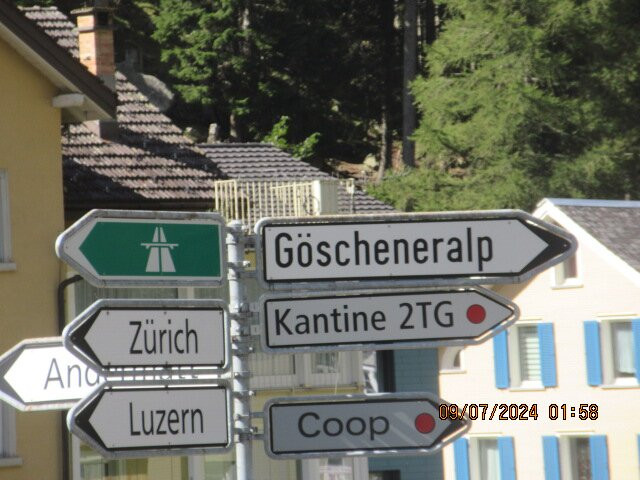 Göscheneralp
Kantine 2TG
Zürich
Luzern
Coop
09/07/2024 01:58